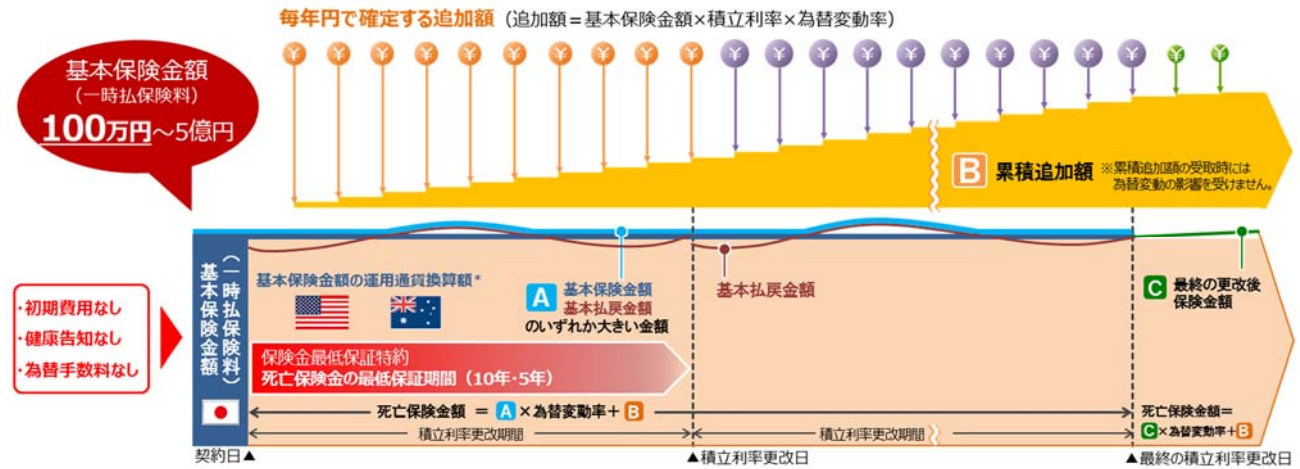 毎年円で確定する追加額（追加額＝基本保険金額×積立利率×為替変動率）
¥ ¥ ¥ ¥ ¥ ¥ ¥ ¥ ¥ ¥ ¥ ¥ ¥ ¥ ¥ ¥ ¥ ¥ ¥ ¥ ¥ ¥
基本保険金額
（一時払保険料）
100万円～5億円
B 累積追加額 ※累積追加額の受取時には
為替変動の影響を受けません。
・初期費用なし
・健康告知なし
・為替手数料なし
基本保険金額
（一時払保険料）
基本保険金額の運用通貨換算額*
A 基本保険金額
基本払戻金額
のいずれか大きい金額
基本払戻金額
C 最終の更改後
保険金額
保険金最低保証特約
死亡保険金の最低保証期間（10年・5年）
死亡保険金額 ＝ A×為替変動率＋B
死亡保険金額＝
C×為替変動率＋B
積立利率更改期間
積立利率更改期間
契約日▲
▲積立利率更改日
▲最終の積立利率更改日